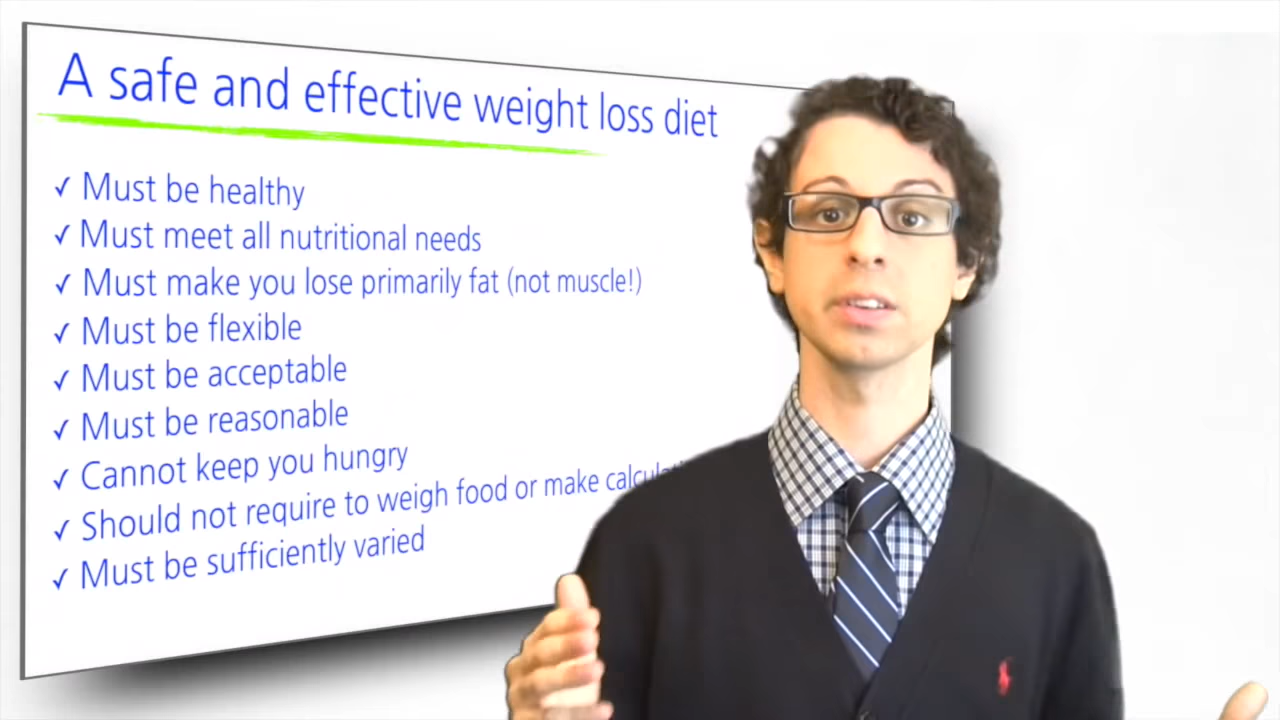 A safe and effective weight loss diet
✓ Must be healthy
✓ Must meet all nutritional needs
✓ Must make you lose primarily fat (not muscle!)
✓ Must be flexible
✓ Must be acceptable
✓ Must be reasonable
✓ Cannot keep you hungry
✓ Should not require to weigh food or make
✓ Must be sufficiently varied